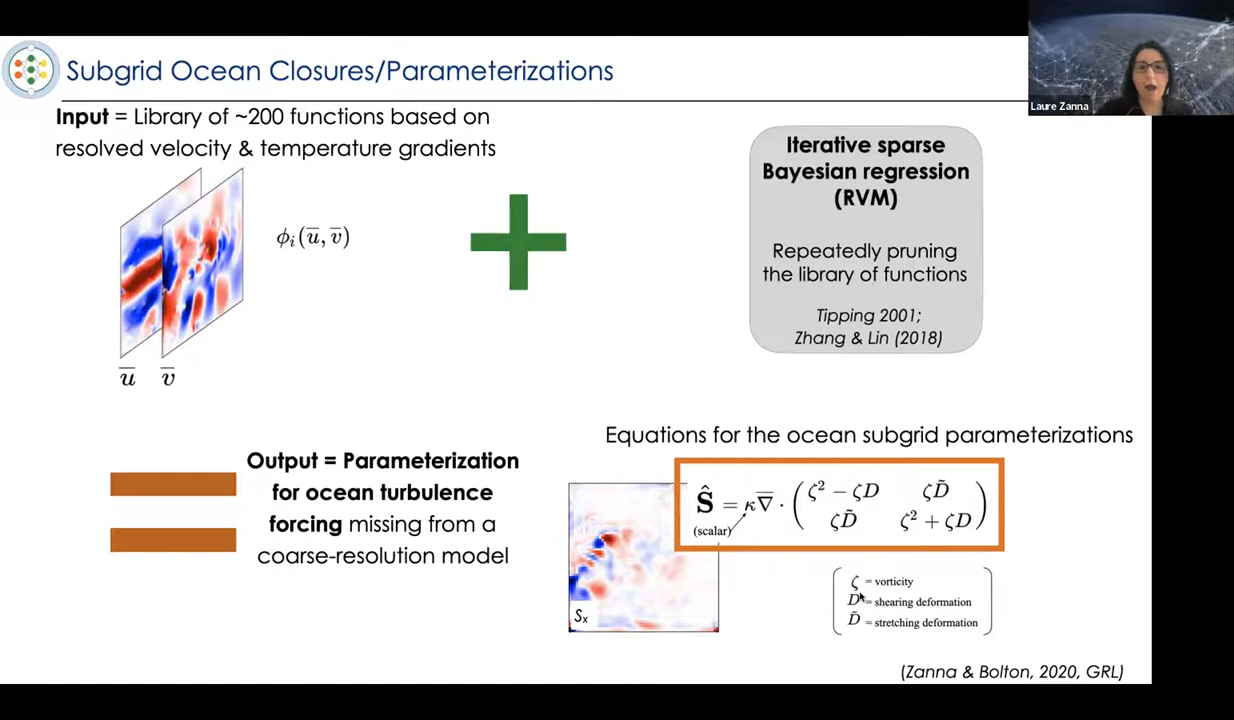 Subgrid Ocean Closures/Parameterizations
Laure Zanna
Input = Library of ~200 functions based on
resolved velocity & temperature gradients
ϕᵢ(u̅, v̅)
u̅ v̅
Iterative sparse
Bayesian regression
(RVM)
Repeatedly pruning
the library of functions
Tipping 2001;
Zhang & Lin (2018)
Output = Parameterization
for ocean turbulence
forcing missing from a
coarse-resolution model
Equations for the ocean subgrid parameterizations
Ŝ = κ∇̅ · ( ζ² − ζD ζD̃
ζD̃ ζ² + ζD )
(scalar)
Sₓ
ζ = vorticity
D = shearing deformation
D̃ = stretching deformation
(Zanna & Bolton, 2020, GRL)